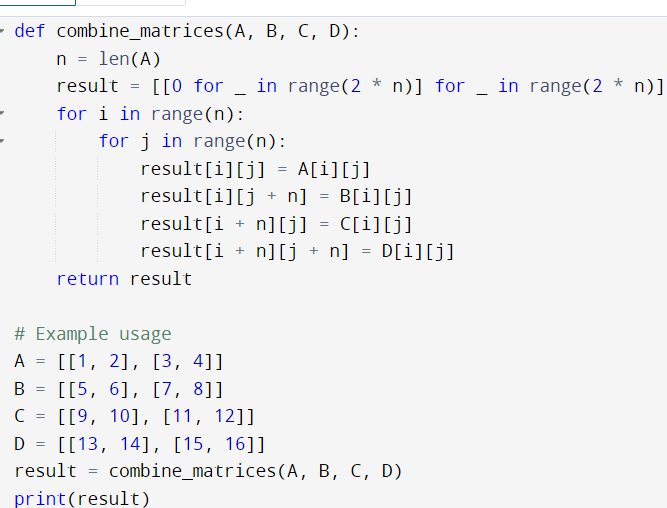 def combine_matrices(A, B, C, D):
    n = len(A)
    result = [[0 for _ in range(2 * n)] for _ in range(2 * n)]
    for i in range(n):
        for j in range(n):
            result[i][j] = A[i][j]
            result[i][j + n] = B[i][j]
            result[i + n][j] = C[i][j]
            result[i + n][j + n] = D[i][j]
    return result

# Example usage
A = [[1, 2], [3, 4]]
B = [[5, 6], [7, 8]]
C = [[9, 10], [11, 12]]
D = [[13, 14], [15, 16]]
result = combine_matrices(A, B, C, D)
print(result)